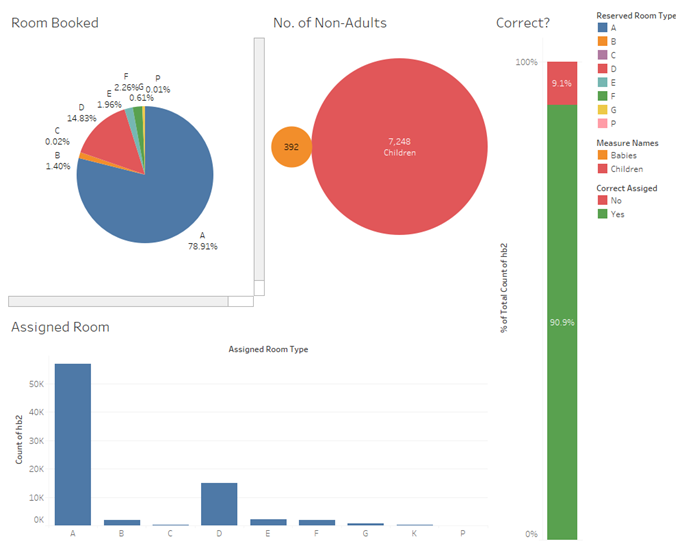 Room Booked
No. of Non-Adults
Correct?
F
2.26%
G
0.61%
P
0.01%
E
1.96%
D
14.83%
C
0.02%
B
1.40%
A
78.91%
392
7,248
Children
100%
9.1%
90.9%
0%
% of Total Count of hb2
Reserved Room Type
A
B
C
D
E
F
G
P
Measure Names
Babies
Children
Correct Assiged
No
Yes
Assigned Room
Assigned Room Type
Count of hb2
50K
40K
30K
20K
10K
0K
A B C D E F G K P